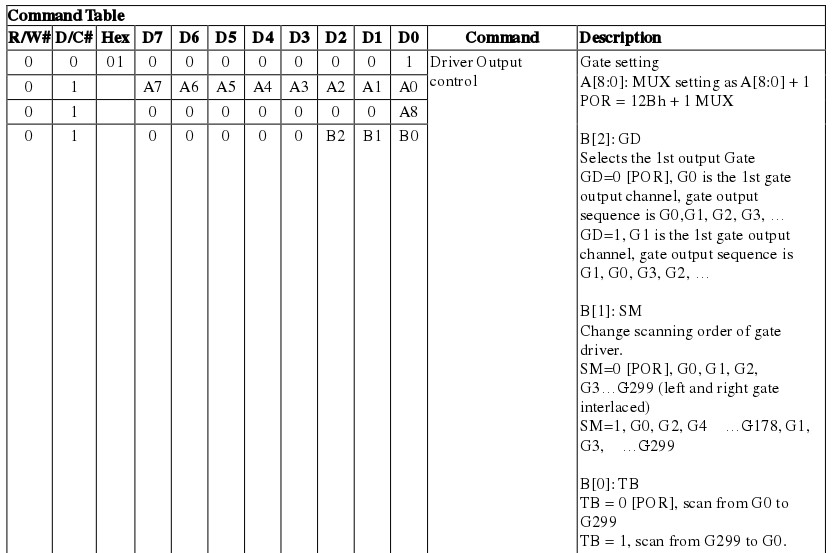 Command Table
R/W# D/C# Hex D7 D6 D5 D4 D3 D2 D1 D0 Command Description
0 0 01 0 0 0 0 0 0 0 1 Driver Output control Gate setting
0 1 A7 A6 A5 A4 A3 A2 A1 A0 A[8:0]: MUX setting as A[8:0] + 1
0 1 0 0 0 0 0 0 0 A8 POR = 12Bh + 1 MUX
0 1 0 0 0 0 0 B2 B1 B0 B[2]: GD
Selects the 1st output Gate
GD=0 [POR], G0 is the 1st gate
output channel, gate output
sequence is G0,G1, G2, G3, …
GD=1, G1 is the 1st gate output
channel, gate output sequence is
G1, G0, G3, G2, …
B[1]: SM
Change scanning order of gate
driver.
SM=0 [POR], G0, G1, G2,
G3…G299 (left and right gate
interlaced)
SM=1, G0, G2, G4 …G178, G1,
G3, …G299
B[0]: TB
TB = 0 [POR], scan from G0 to
G299
TB = 1, scan from G299 to G0.